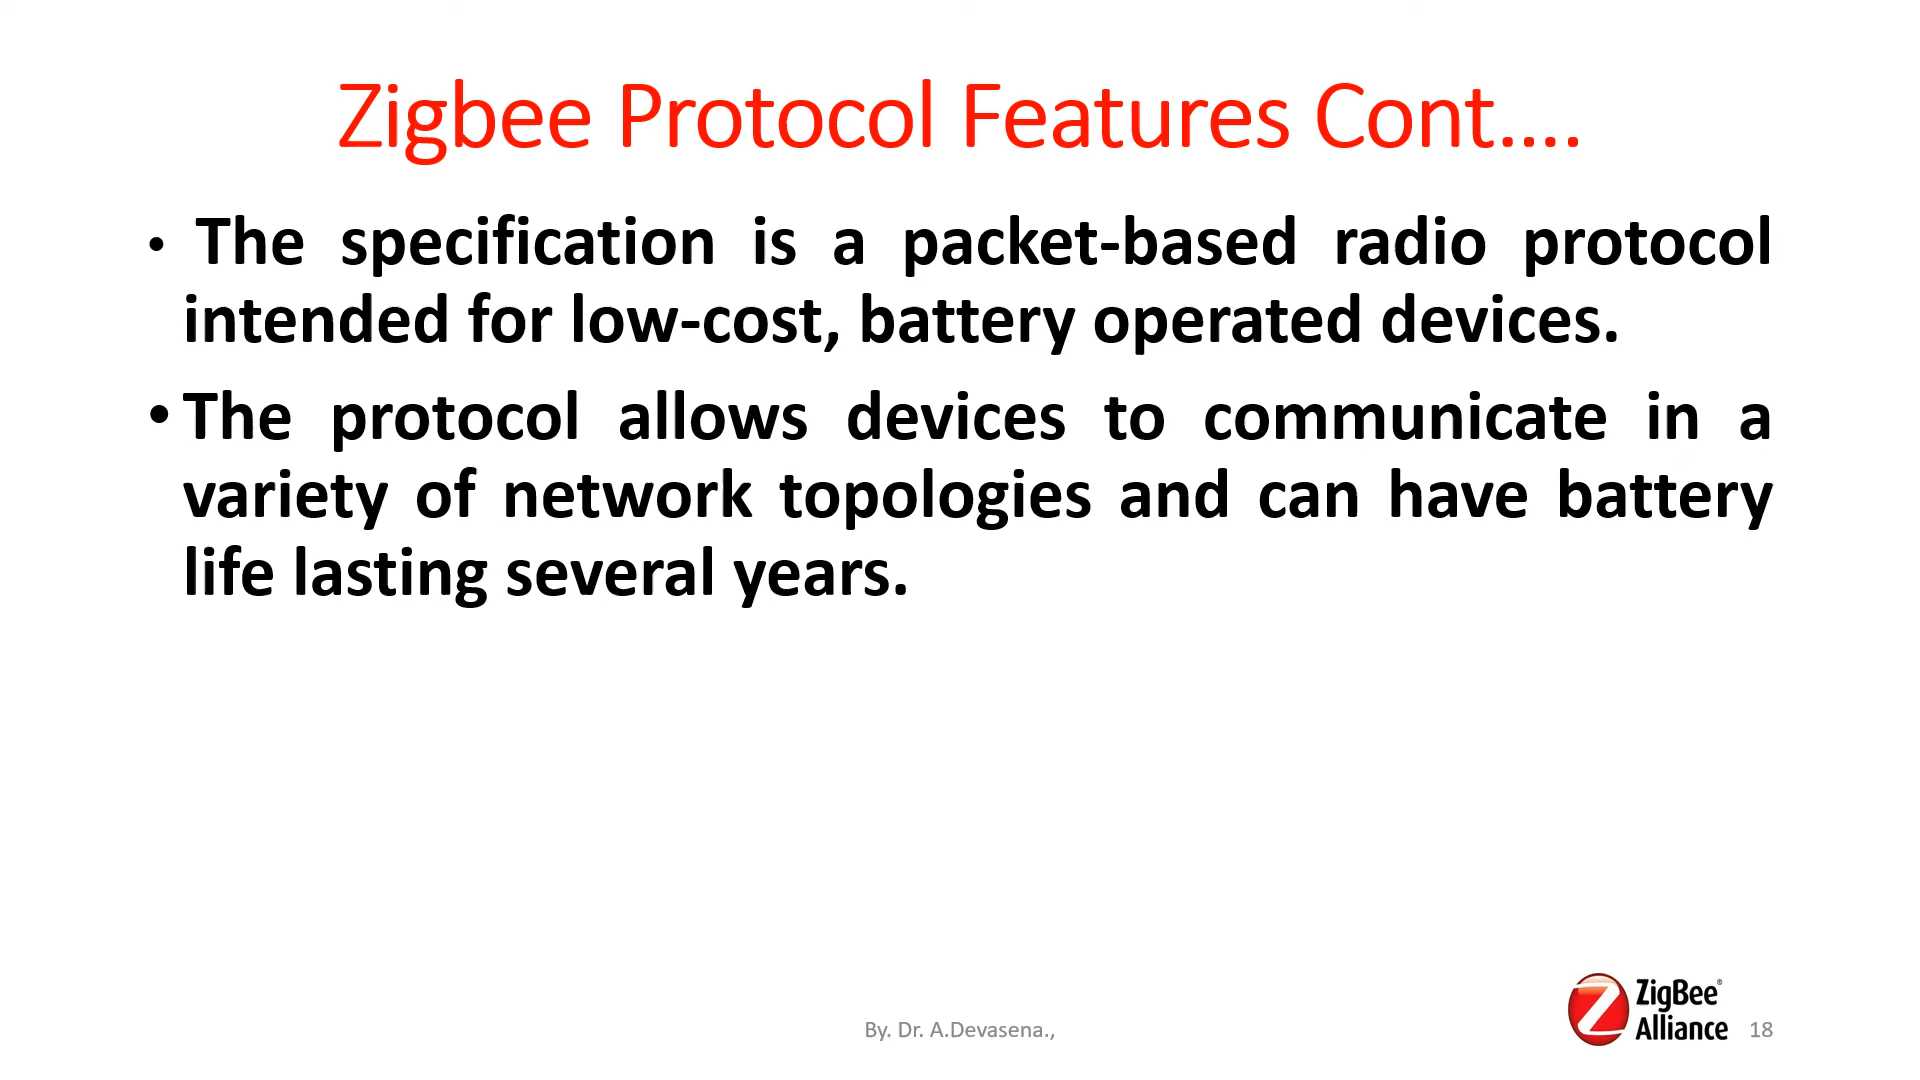 Zigbee Protocol Features Cont....
• The specification is a packet-based radio protocol
intended for low-cost, battery operated devices.
• The protocol allows devices to communicate in a
variety of network topologies and can have battery
life lasting several years.
By. Dr. A.Devasena.,
ZigBee®
Alliance
18